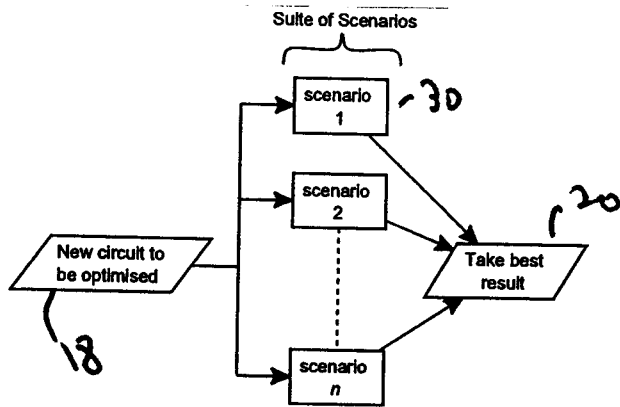 Suite of Scenarios
scenario
1
30
scenario
2
20
New circuit to
be optimised
Take best
result
18
scenario
n